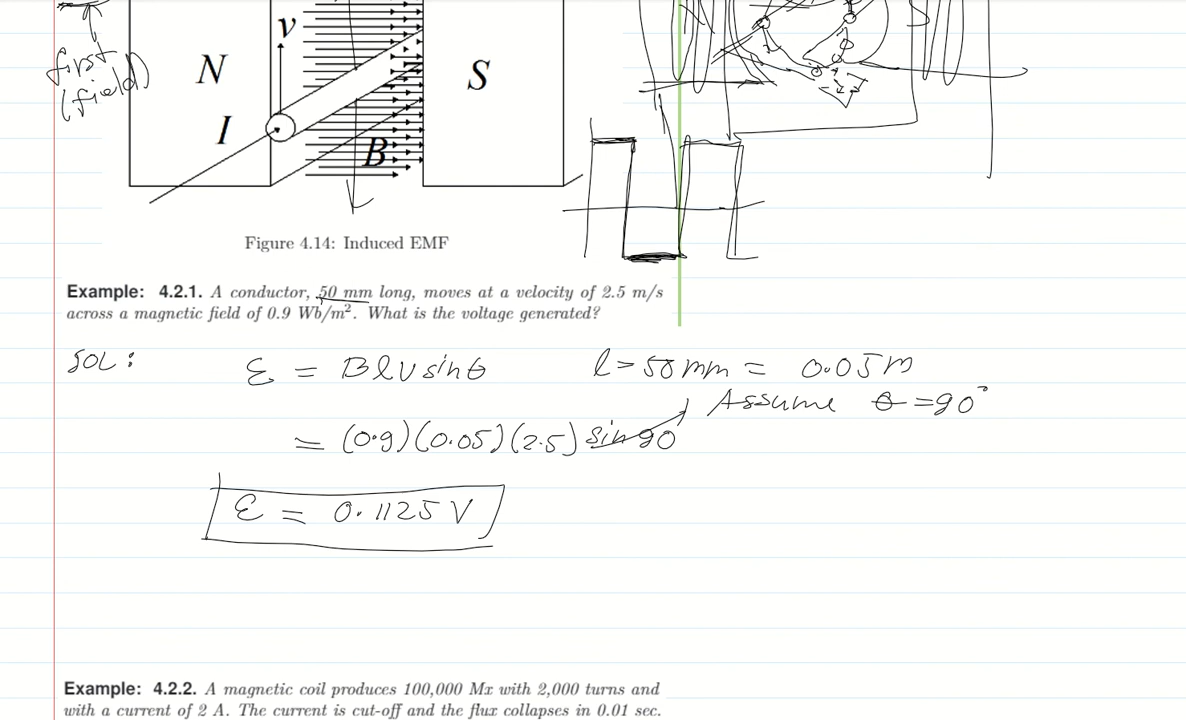 first
(field)
N
v
I
B
S
Figure 4.14: Induced EMF
Example: 4.2.1. A conductor, 50 mm long, moves at a velocity of 2.5 m/s
across a magnetic field of 0.9 Wb/m². What is the voltage generated?
SOL:
ℰ = Blv sinθ
l = 50 mm = 0.05 m
Assume θ = 90°
= (0.9)(0.05)(2.5) sin 90
ℰ = 0.1125 V
Example: 4.2.2. A magnetic coil produces 100,000 Mx with 2,000 turns and
with a current of 2 A. The current is cut-off and the flux collapses in 0.01 sec.